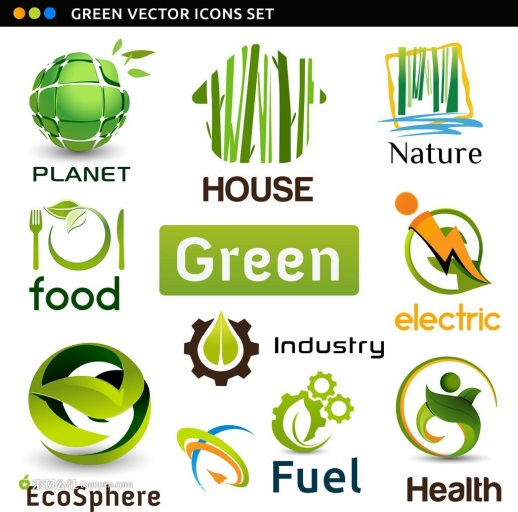 GREEN VECTOR ICONS SET
PLANET
HOUSE
Nature
food
Green
electric
Industry
EcoSphere
Fuel
Health